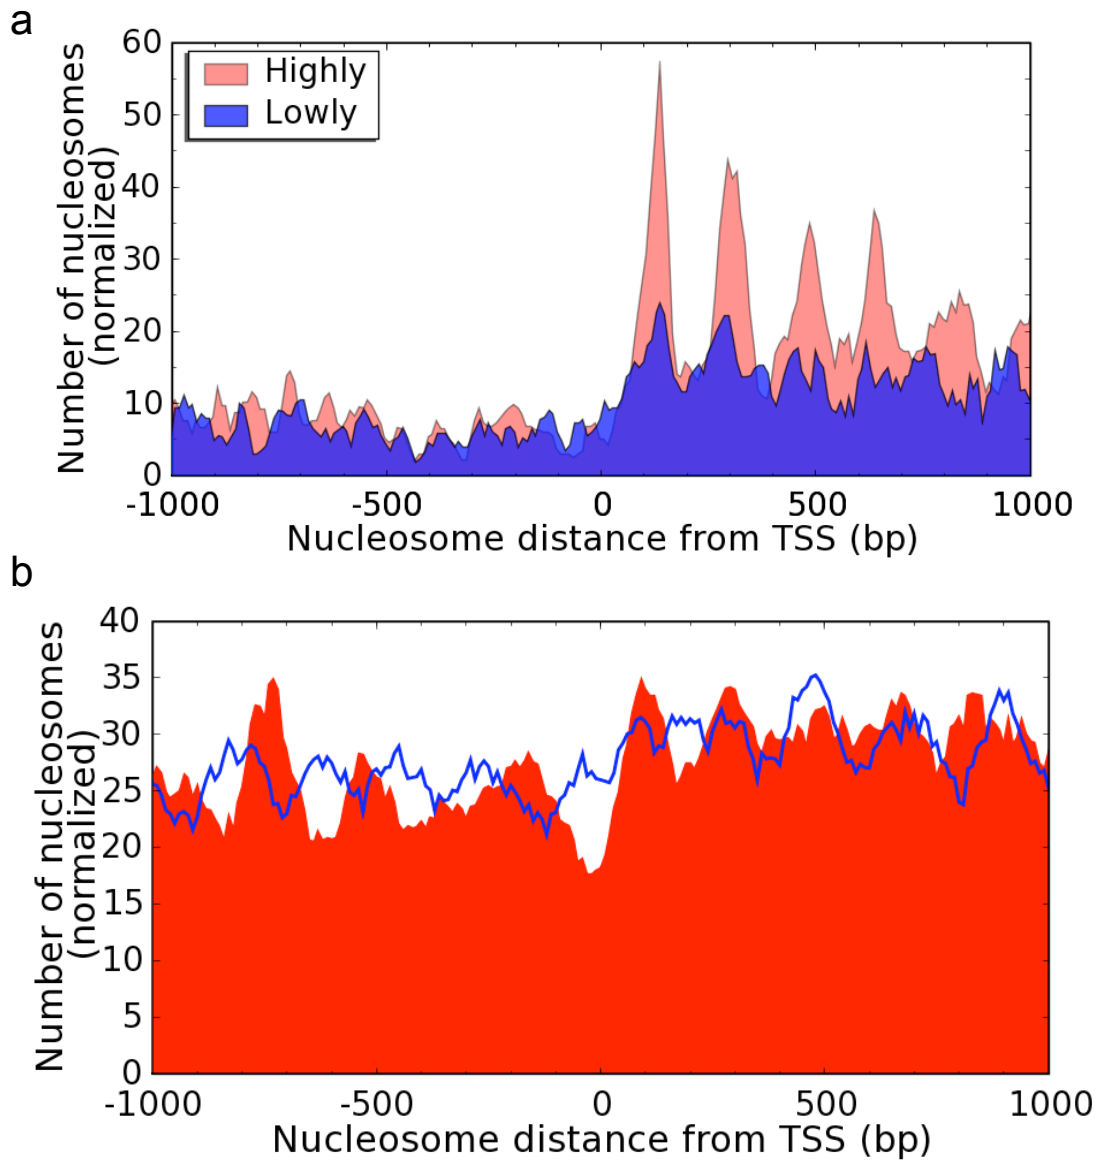 a
Number of nucleosomes
(normalized)
60
50
40
30
20
10
0
Highly
Lowly
-1000
-500
0
500
1000
Nucleosome distance from TSS (bp)
b
Number of nucleosomes
(normalized)
40
35
30
25
20
15
10
5
0
-1000
-500
0
500
1000
Nucleosome distance from TSS (bp)